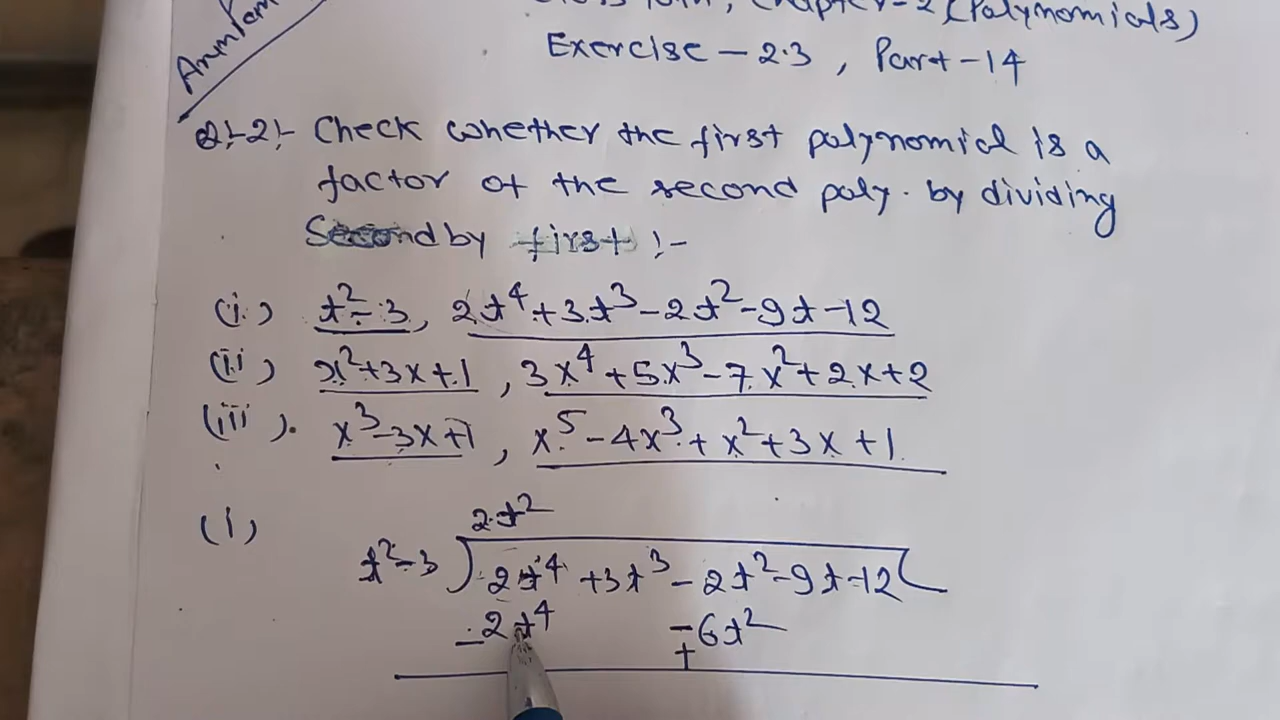 Chapter-2 (Polynomials)
Exercise - 2.3 , Part-14
Q!-2!- Check whether the first polynomial is a
factor of the second poly. by dividing
Second by first :-
(i.) t²-3, 2t⁴+3t³-2t²-9t-12
(ii) x²+3x+1, 3x⁴+5x³-7x²+2x+2
(iii). x³-3x+1, x⁵-4x³+x²+3x+1.
(i) 2t²
t²-3) 2t⁴+3t³-2t²-9t-12(
-2t⁴ -6t²
+